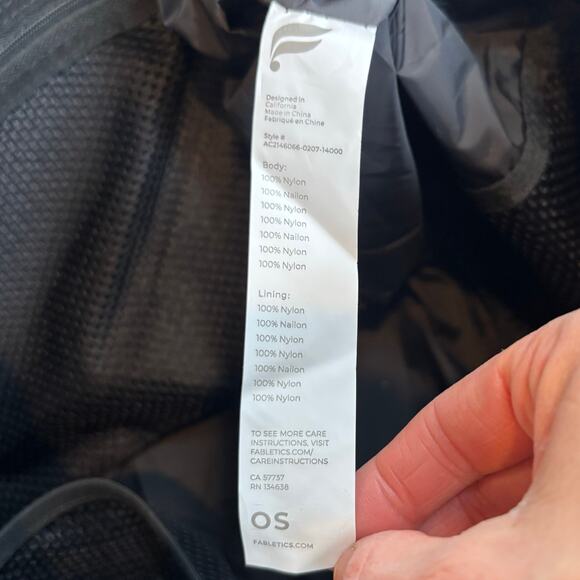 Designed in
California
Made in China
Fabriqué en Chine
Style #
AC2146066-0207-14000
Body:
100% Nylon
100% Nailon
100% Nylon
100% Nylon
100% Nailon
100% Nylon
100% Nylon
Lining:
100% Nylon
100% Nailon
100% Nylon
100% Nylon
100% Nailon
100% Nylon
100% Nylon
TO SEE MORE CARE
INSTRUCTIONS, VISIT
FABLETICS.COM/
CAREINSTRUCTIONS
CA 57737
RN 134638
OS
FABLETICS.COM